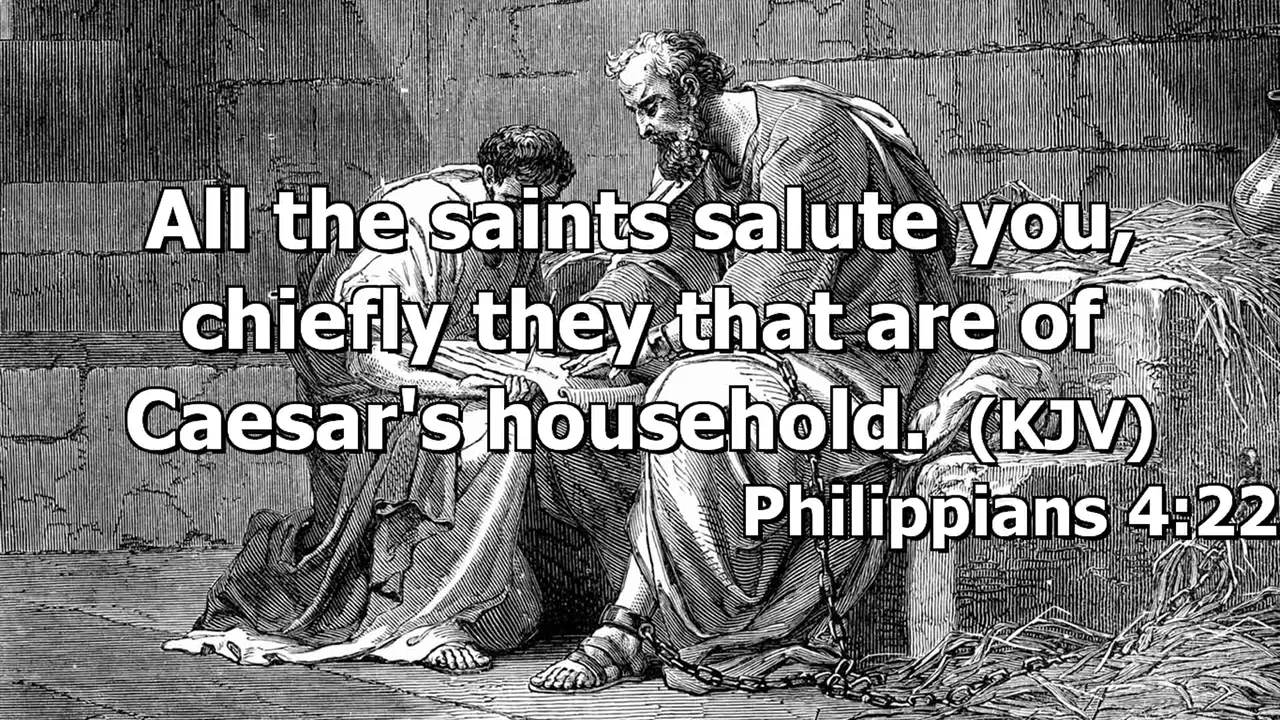 All the saints salute you,
chiefly they that are of
Caesar's household. (KJV)
Philippians 4:22